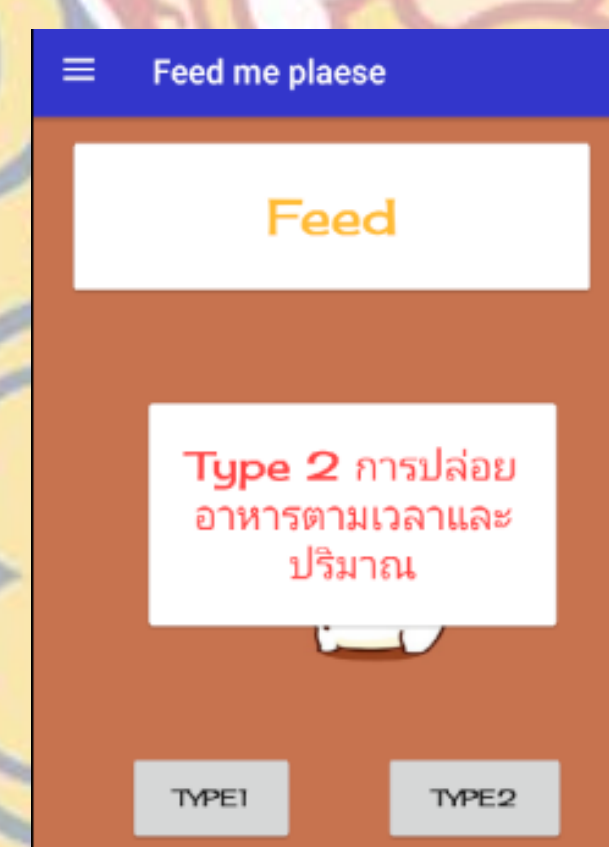 Feed me plaese
Feed
Type 2 การปล่อย
อาหารตามเวลาและ
ปริมาณ
TYPE1
TYPE2